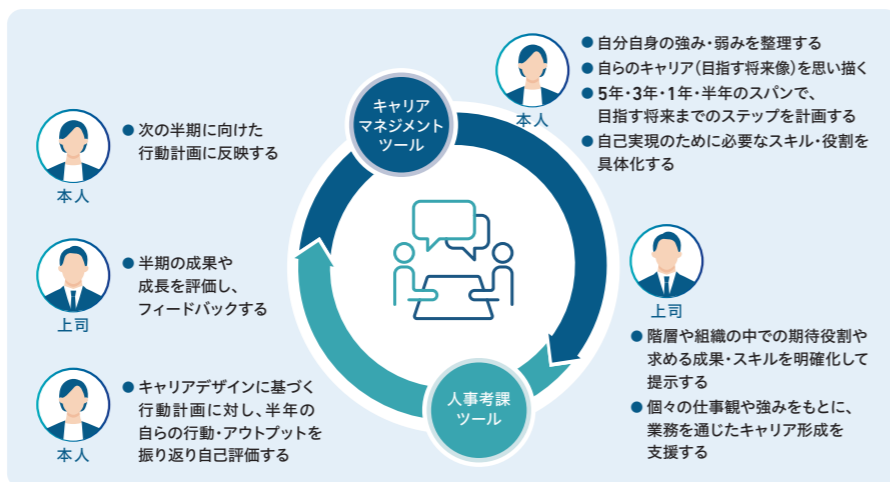 キャリア
マネジメント
ツール
本人
● 自分自身の強み・弱みを整理する
● 自らのキャリア（目指す将来像）を思い描く
● 5年・3年・1年・半年のスパンで、
目指す将来までのステップを計画する
● 自己実現のために必要なスキル・役割を
具体化する
上司
● 階層や組織の中での期待役割や
求める成果・スキルを明確化して
提示する
● 個々の仕事観や強みをもとに、
業務を通じたキャリア形成を
支援する
人事考課
ツール
本人
● キャリアデザインに基づく
行動計画に対し、半年の
自らの行動・アウトプットを
振り返り自己評価する
上司
● 半期の成果や
成長を評価し、
フィードバックする
本人
● 次の半期に向けた
行動計画に反映する